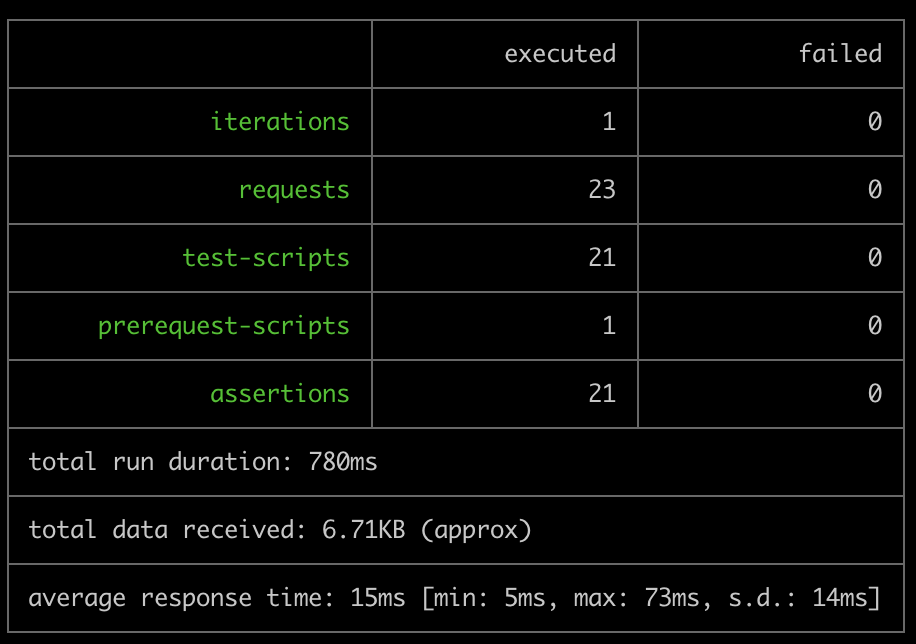 executed failed
iterations 1 0
requests 23 0
test-scripts 21 0
prerequest-scripts 1 0
assertions 21 0
total run duration: 780ms
total data received: 6.71KB (approx)
average response time: 15ms [min: 5ms, max: 73ms, s.d.: 14ms]